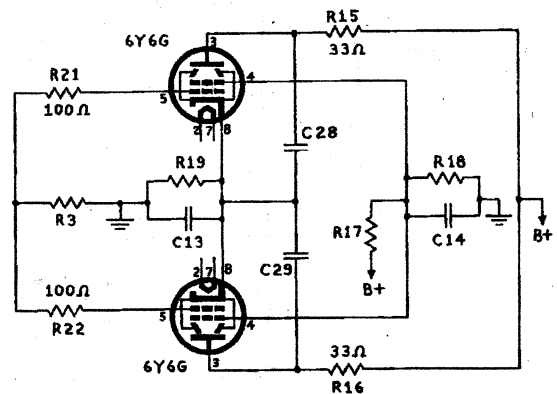 R15
6Y6G
3
33Ω
R21
4
5
100Ω
2 7 8
C28
R19
R18
R3
C13
R17
C14
B+
2 7 8
C29
B+
100Ω
5
4
R22
33Ω
6Y6G
3
R16